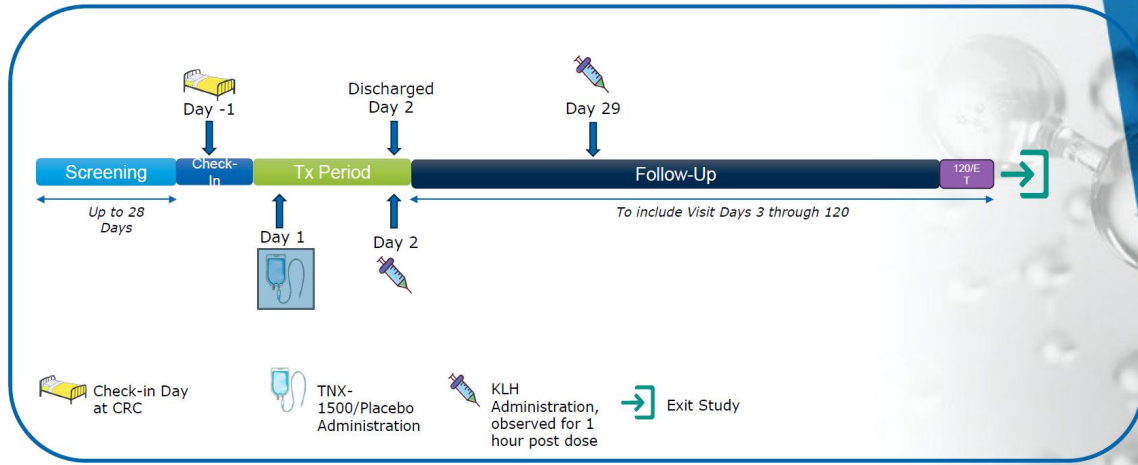 Day -1
Discharged
Day 2
Day 29
Screening
Check-
In
Tx Period
Follow-Up
120/E
T
Up to 28
Days
To include Visit Days 3 through 120
Day 1
Day 2
Check-in Day
at CRC
TNX-
1500/Placebo
Administration
KLH
Administration,
observed for 1
hour post dose
Exit Study